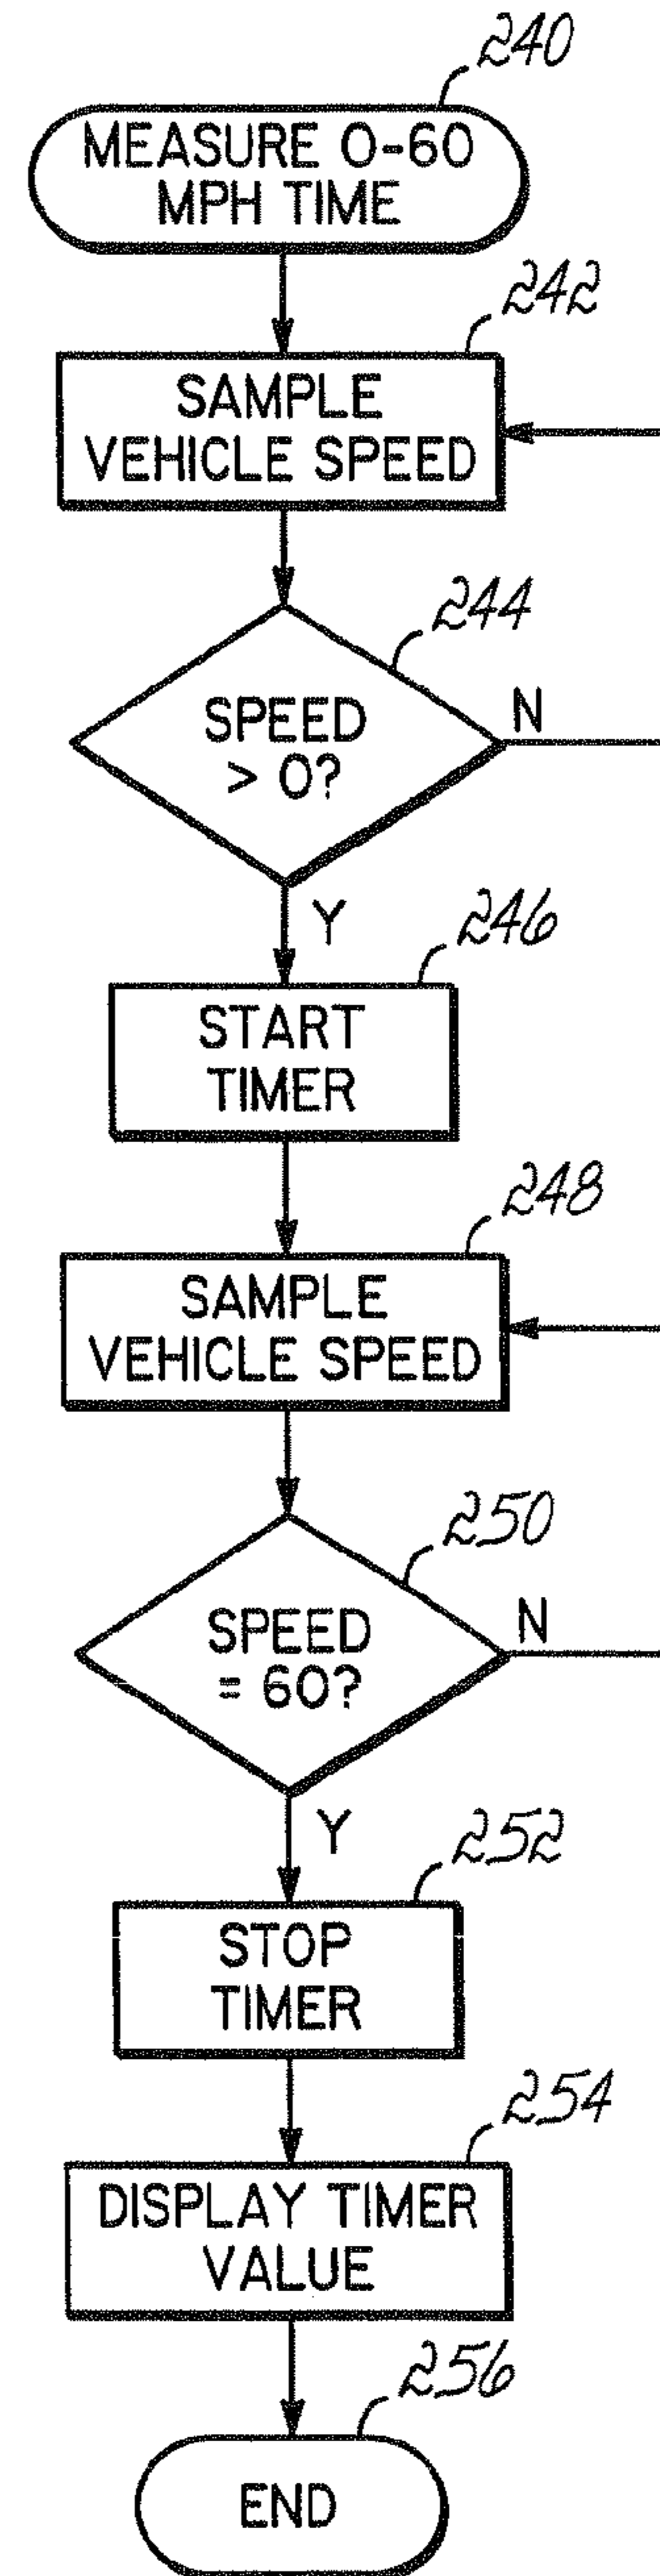 240
MEASURE 0-60
MPH TIME
242
SAMPLE
VEHICLE SPEED
244
SPEED
> 0?
N
Y
246
START
TIMER
248
SAMPLE
VEHICLE SPEED
250
SPEED
= 60?
N
Y
252
STOP
TIMER
254
DISPLAY TIMER
VALUE
256
END